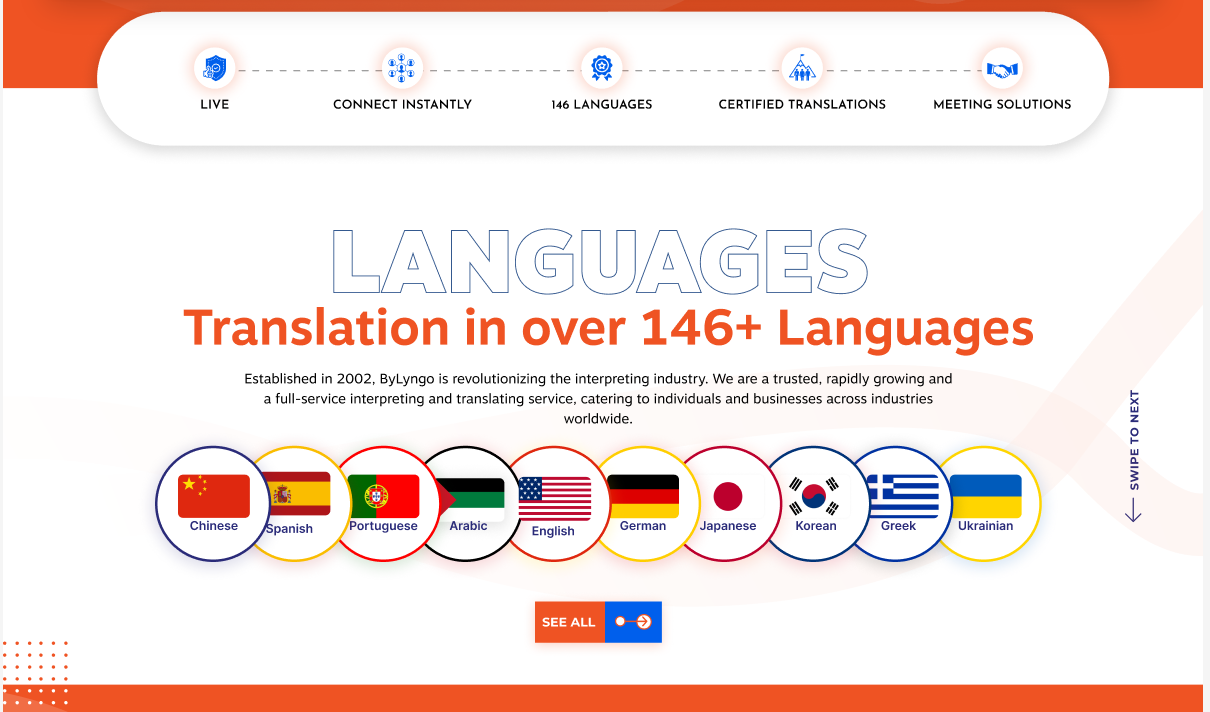 LIVE
CONNECT INSTANTLY
146 LANGUAGES
CERTIFIED TRANSLATIONS
MEETING SOLUTIONS
LANGUAGES
Translation in over 146+ Languages
Established in 2002, ByLyngo is revolutionizing the interpreting industry. We are a trusted, rapidly growing and
a full-service interpreting and translating service, catering to individuals and businesses across industries
worldwide.
SWIPE TO NEXT
Chinese
Spanish
Portuguese
Arabic
English
German
Japanese
Korean
Greek
Ukrainian
SEE ALL